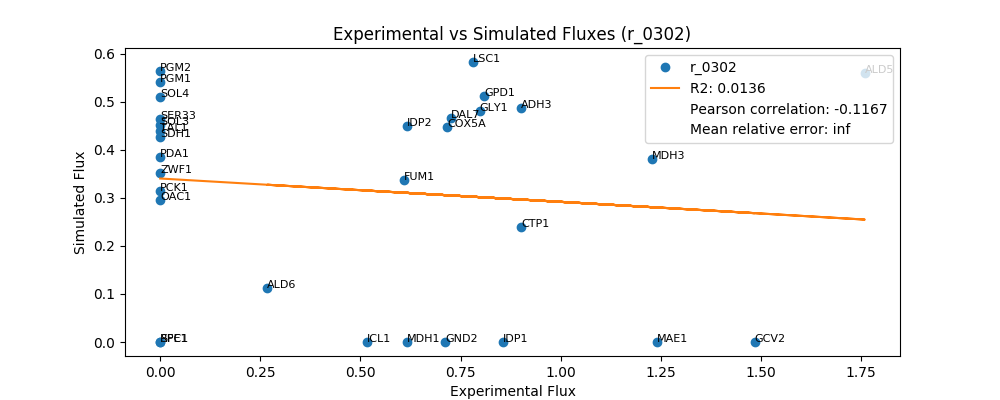 Experimental vs Simulated Fluxes (r_0302)
Simulated Flux
0.6
0.5
0.4
0.3
0.2
0.1
0.0
r_0302
R2: 0.0136
Pearson correlation: -0.1167
Mean relative error: inf
PGM2
PGM1
SOL4
SER33
SOL3
SDH1
PDA1
ZWF1
PCK1
OAC1
LSC1
GPD1
GLY1
ADH3
DAL7
COX5A
IDP2
FUM1
MDH3
ALD5
CTP1
ALD6
ICL1
MDH1
GND2
IDP1
MAE1
GCV2
0.00
0.25
0.50
0.75
1.00
1.25
1.50
1.75
Experimental Flux